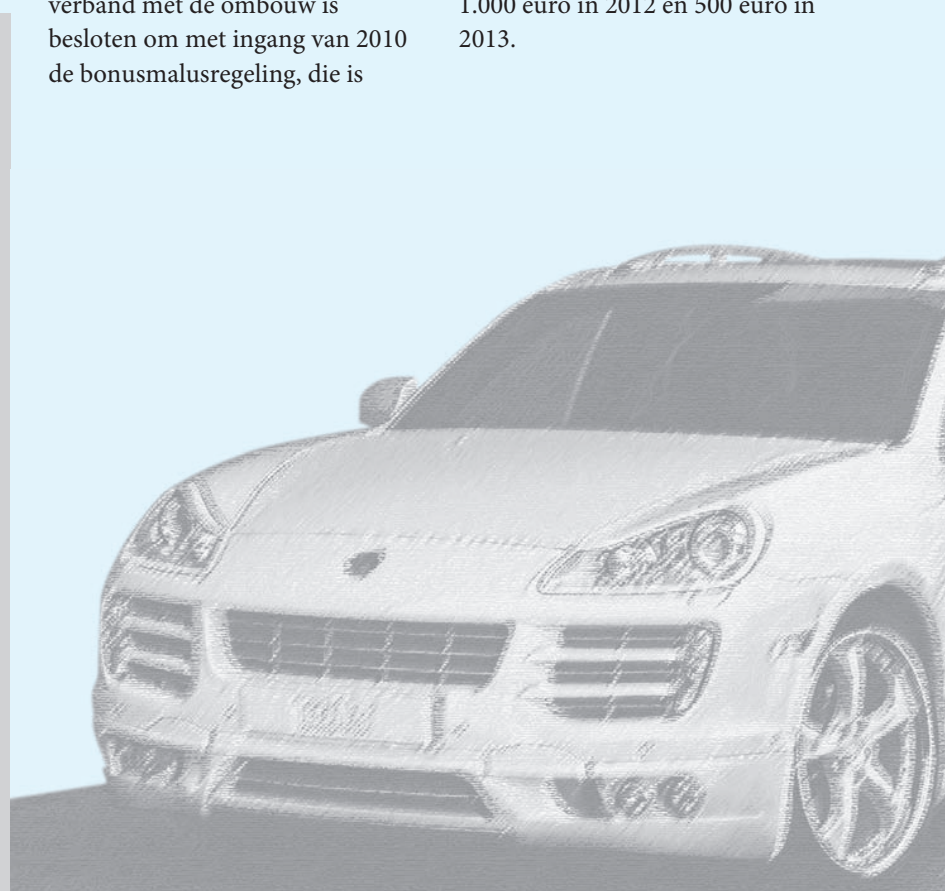 verband met de ombouw is
besloten om met ingang van 2010
de bonusmalusregeling, die is
1.000 euro in 2012 en 500 euro in
2013.